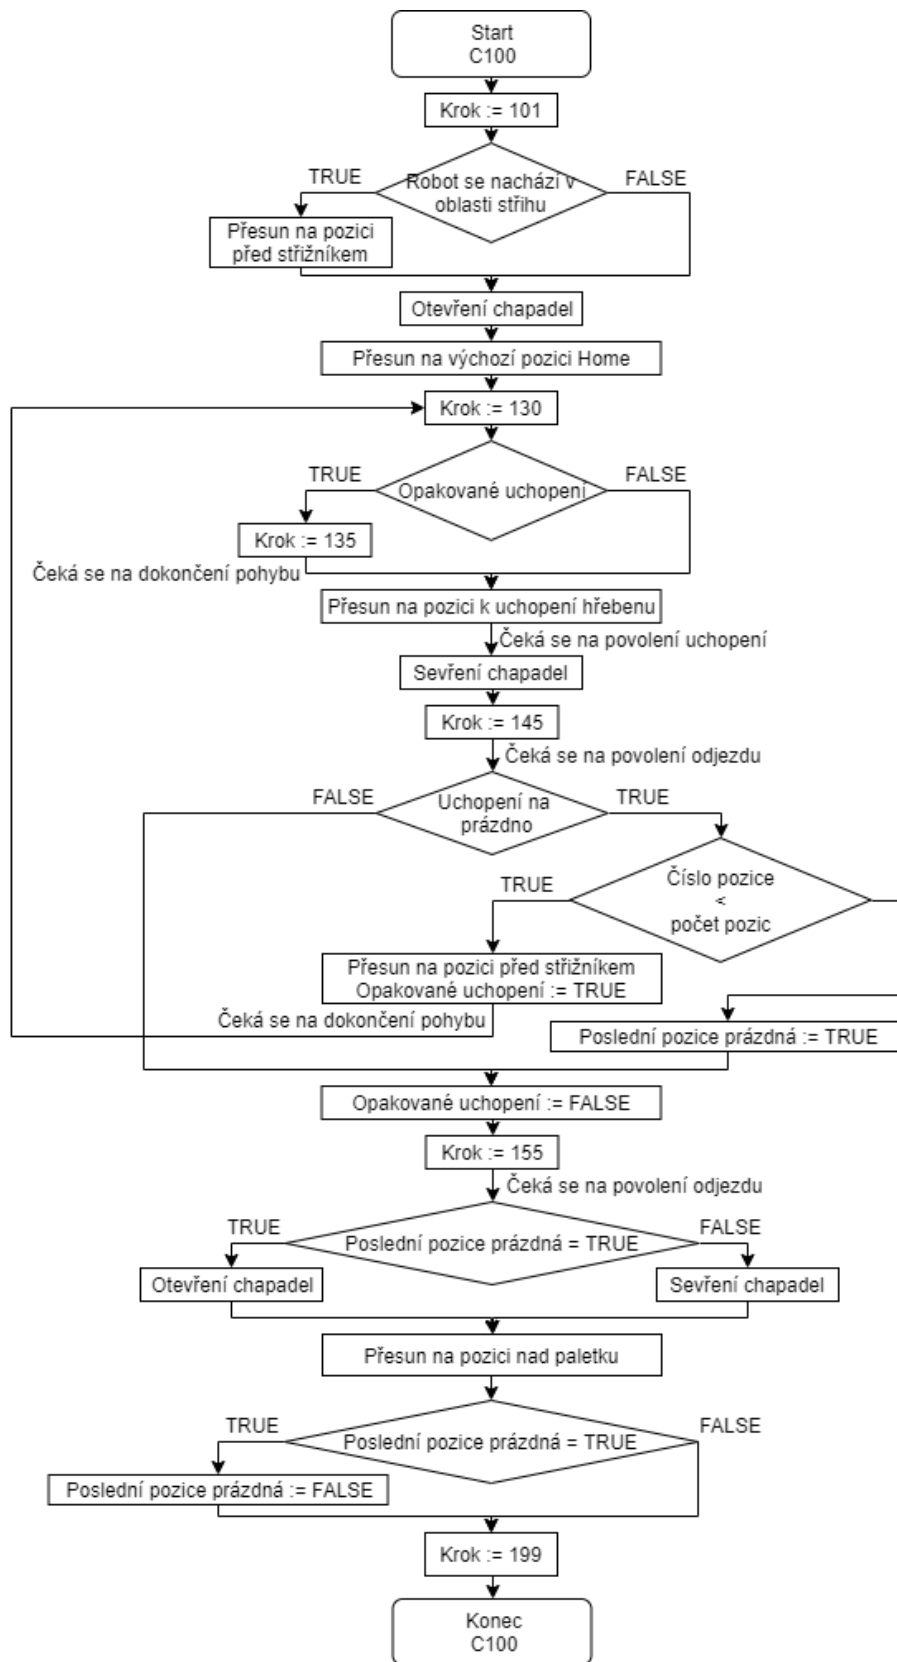 Start
C100
Krok := 101
TRUE
Robot se nachází v
oblasti střihu
FALSE
Přesun na pozici
před střižníkem
Otevření chapadel
Přesun na výchozí pozici Home
Krok := 130
TRUE
Opakované uchopení
FALSE
Krok := 135
Čeká se na dokončení pohybu
Přesun na pozici k uchopení hřebenu
Čeká se na povolení uchopení
Sevření chapadel
Krok := 145
Čeká se na povolení odjezdu
FALSE
Uchopení na
prázdno
TRUE
TRUE
Číslo pozice
<
počet pozic
Přesun na pozici před střižníkem
Opakované uchopení := TRUE
Čeká se na dokončení pohybu
Poslední pozice prázdná := TRUE
Opakované uchopení := FALSE
Krok := 155
Čeká se na povolení odjezdu
TRUE
Poslední pozice prázdná = TRUE
FALSE
Otevření chapadel
Sevření chapadel
Přesun na pozici nad paletku
TRUE
Poslední pozice prázdná = TRUE
FALSE
Poslední pozice prázdná := FALSE
Krok := 199
Konec
C100